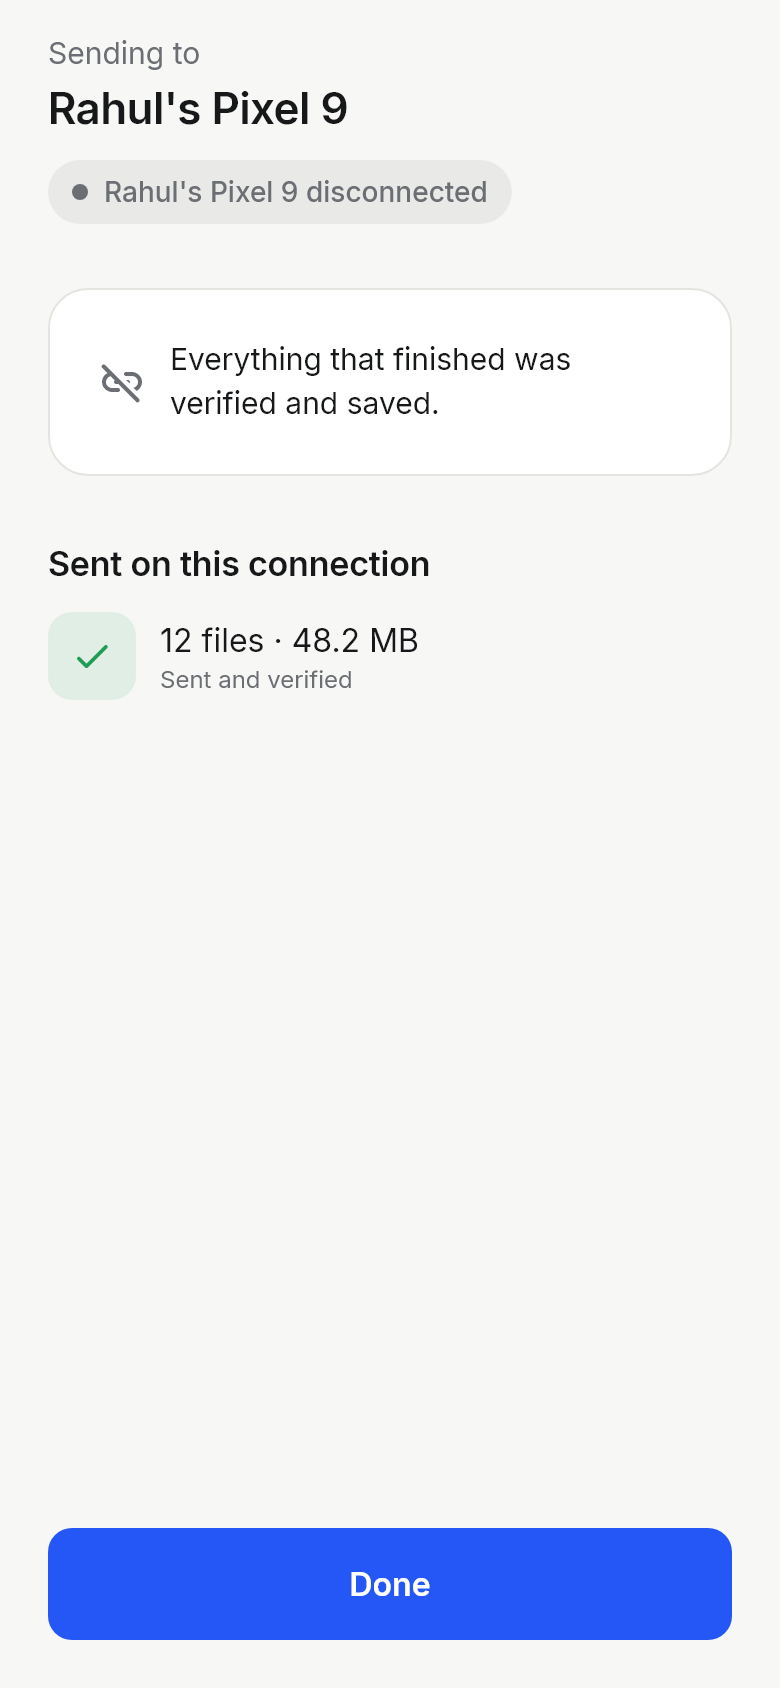 Sending to
Rahul's Pixel 9
Rahul's Pixel 9 disconnected
Everything that finished was
verified and saved.
Sent on this connection
12 files · 48.2 MB
Sent and verified
Done